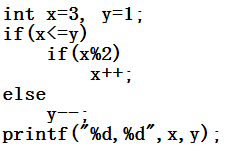 int x=3, y=1;
if(x<=y)
if(x%2)
x++;
else
y--;
printf("%d,%d",x,y);